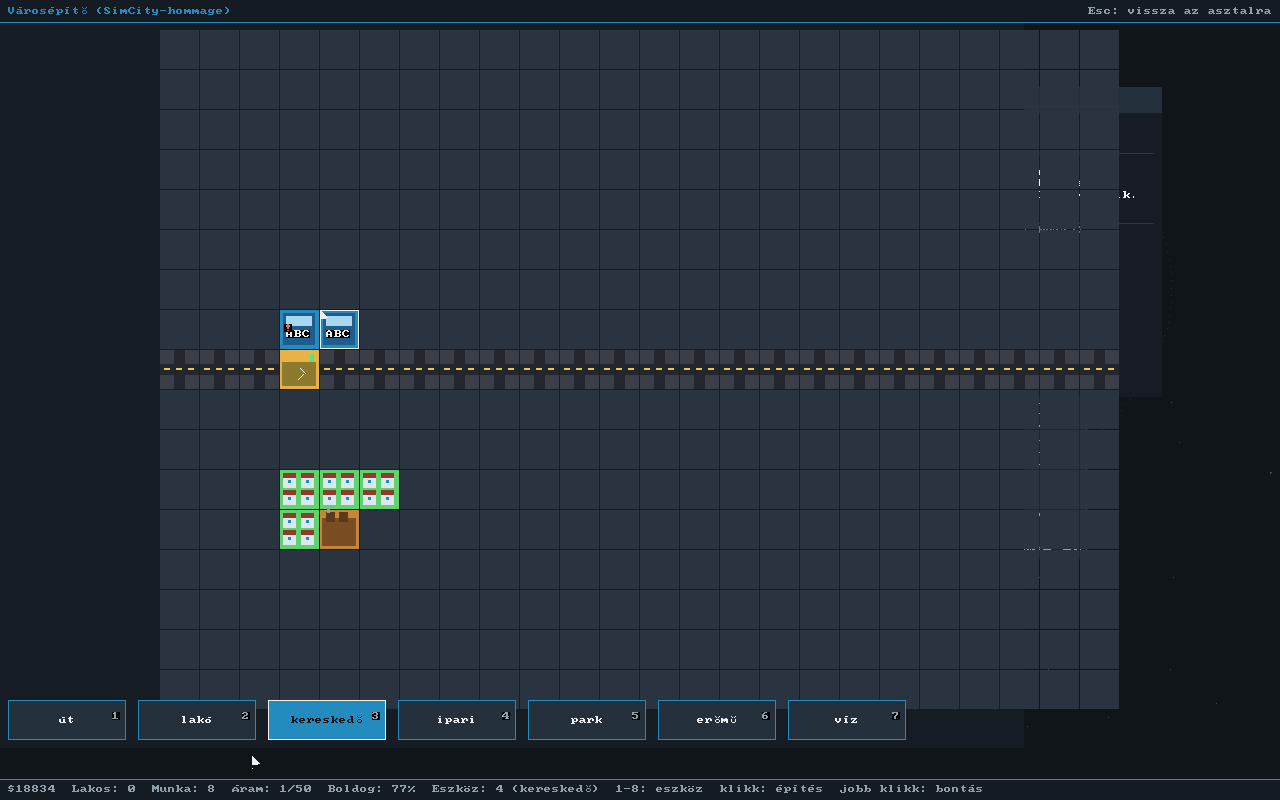 Városépítő (SimCity-hommage)
Esc: vissza az asztalra
k.
ABC ABC
út 1
lakó 2
kereskedő 3
ipari 4
park 5
erőmű 6
víz 7
$18834 Lakos: 0 Munka: 8 Áram: 1/50 Boldog: 77% Eszköz: 4 (kereskedő) 1-8: eszköz klikk: építés jobb klikk: bontás